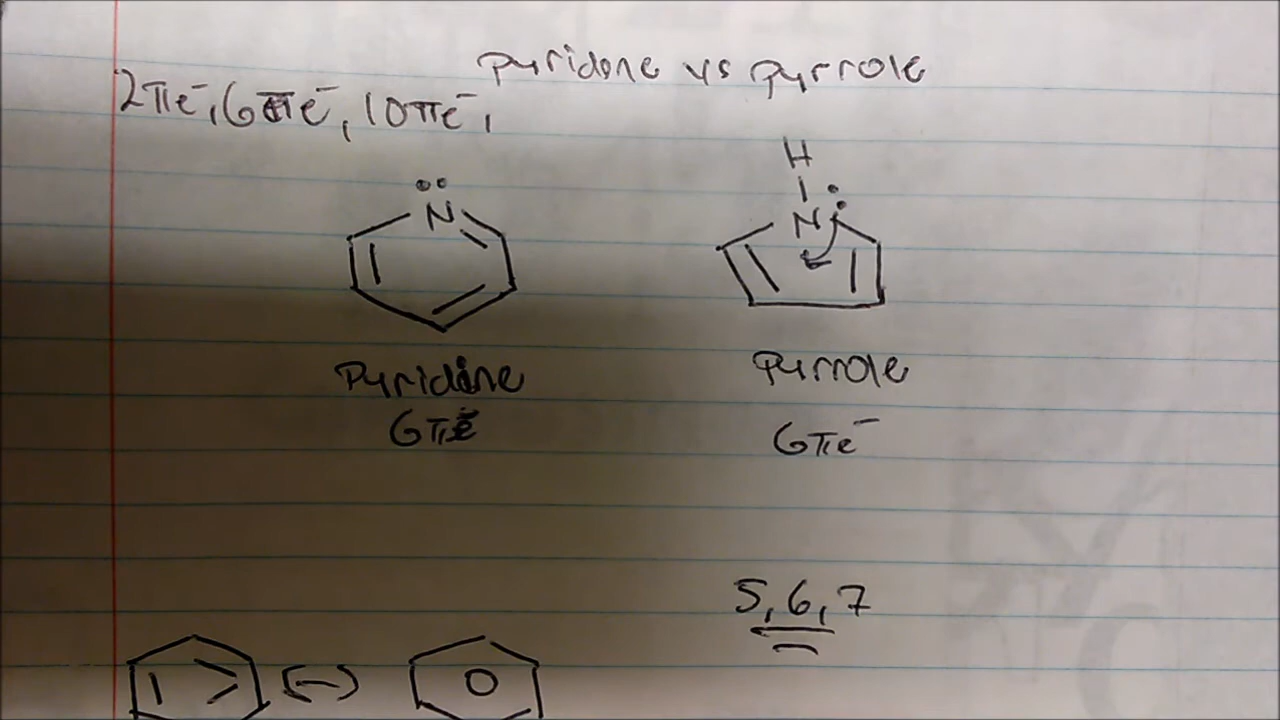 pyridine vs pyrrole
2πe⁻, 6πe⁻, 10πe⁻,
H
N
N
Pyridine
Pyrrole
6πe⁻
6πe⁻
5, 6, 7